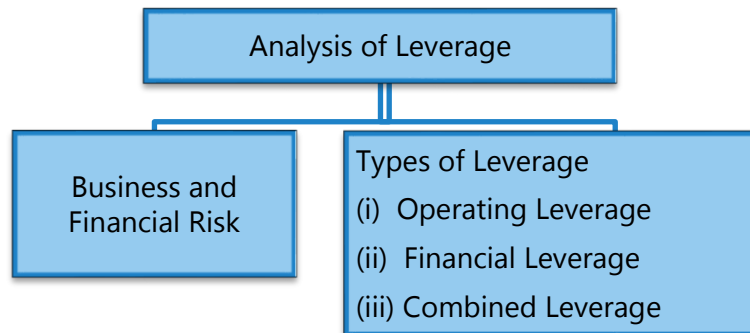 Analysis of Leverage
Business and
Financial Risk
Types of Leverage
(i) Operating Leverage
(ii) Financial Leverage
(iii) Combined Leverage